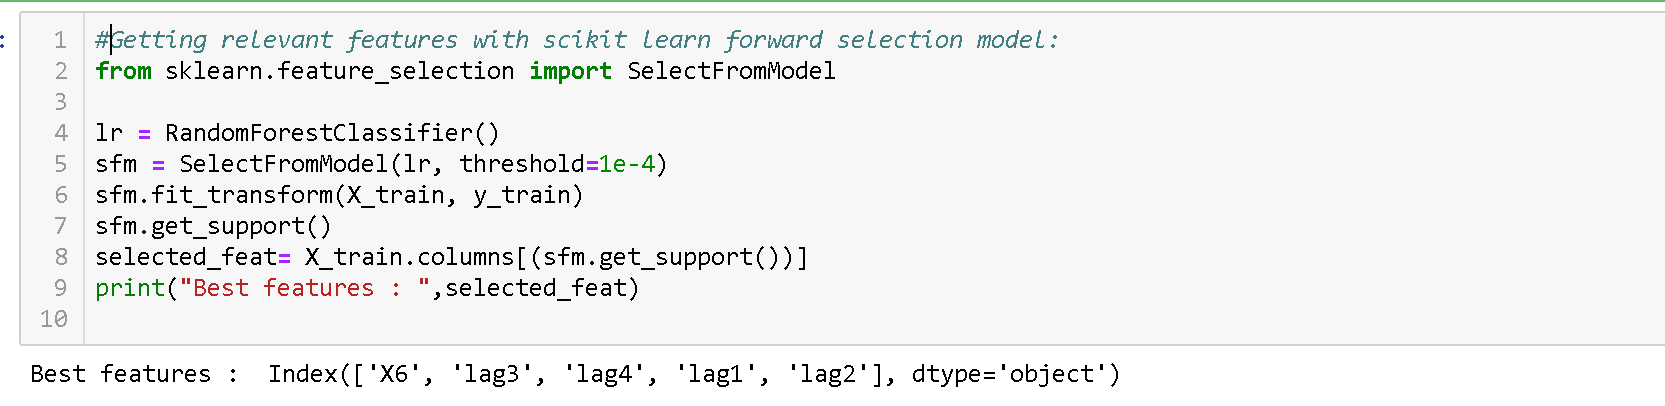 :
1 #Getting relevant features with scikit learn forward selection model:
2 from sklearn.feature_selection import SelectFromModel
3
4 lr = RandomForestClassifier()
5 sfm = SelectFromModel(lr, threshold=1e-4)
6 sfm.fit_transform(X_train, y_train)
7 sfm.get_support()
8 selected_feat= X_train.columns[(sfm.get_support())]
9 print("Best features : ",selected_feat)
10
Best features :  Index(['X6', 'lag3', 'lag4', 'lag1', 'lag2'], dtype='object')